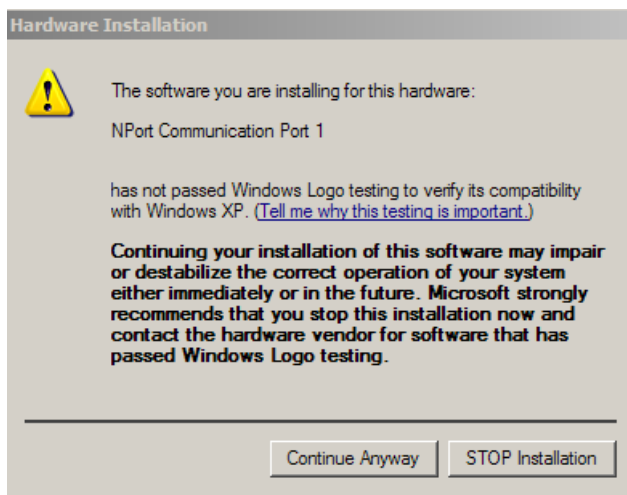 Hardware Installation
The software you are installing for this hardware:
NPort Communication Port 1
has not passed Windows Logo testing to verify its compatibility
with Windows XP. (Tell me why this testing is important.)
Continuing your installation of this software may impair
or destabilize the correct operation of your system
either immediately or in the future. Microsoft strongly
recommends that you stop this installation now and
contact the hardware vendor for software that has
passed Windows Logo testing.
Continue Anyway STOP Installation